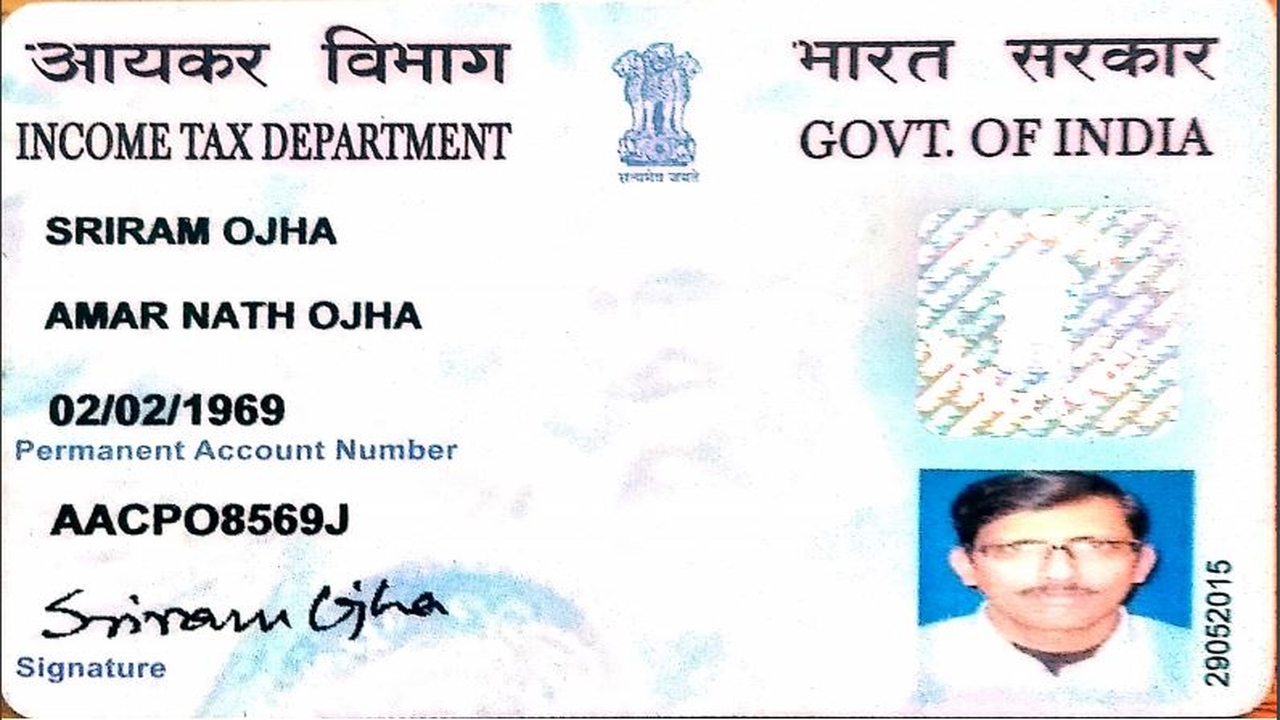 आयकर विभाग
INCOME TAX DEPARTMENT
सत्यमेव जयते
भारत सरकार
GOVT. OF INDIA
SRIRAM OJHA
AMAR NATH OJHA
02/02/1969
Permanent Account Number
AACPO8569J
Sriram Ojha
Signature
29052015